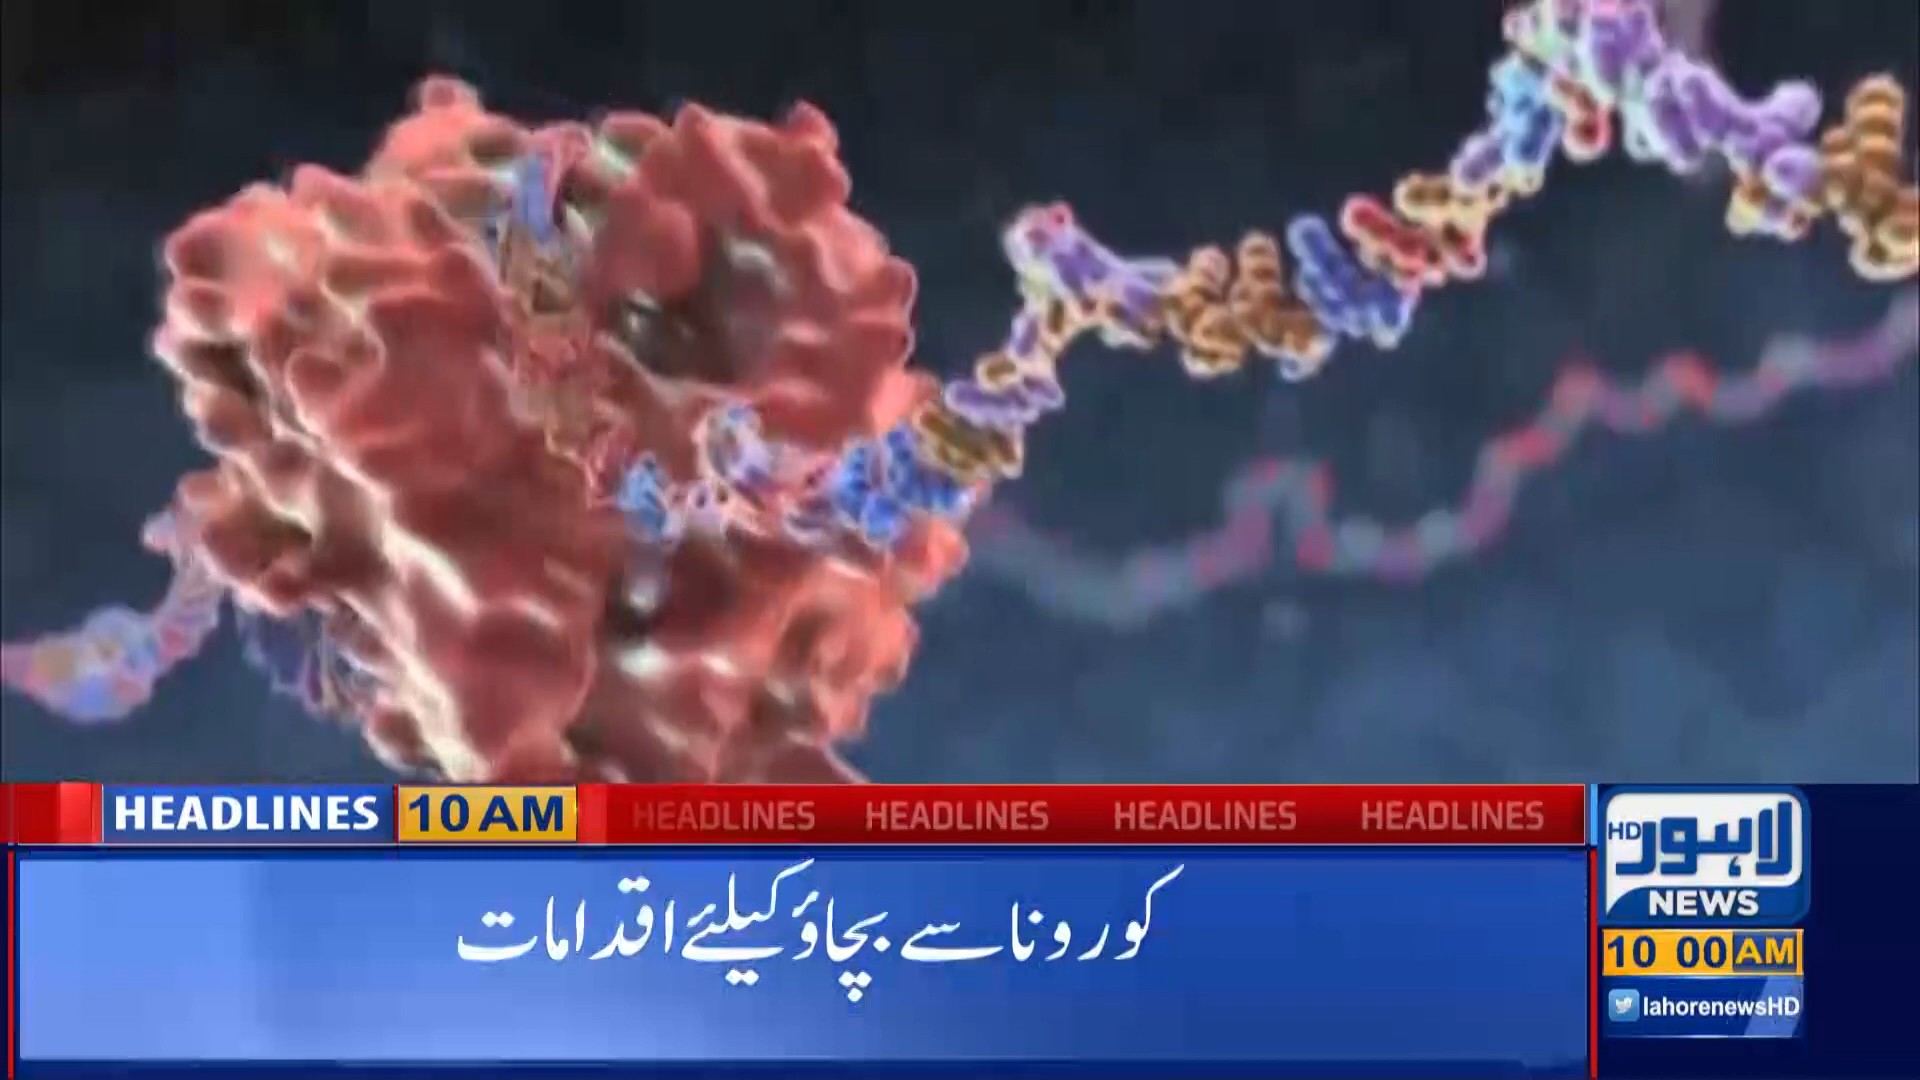 HEADLINES 10 AM HEADLINES HEADLINES HEADLINES HEADLINES
کورونا سے بچاؤ کیلئے اقدامات
لاہور HD
NEWS
10 00 AM
lahorenewsHD